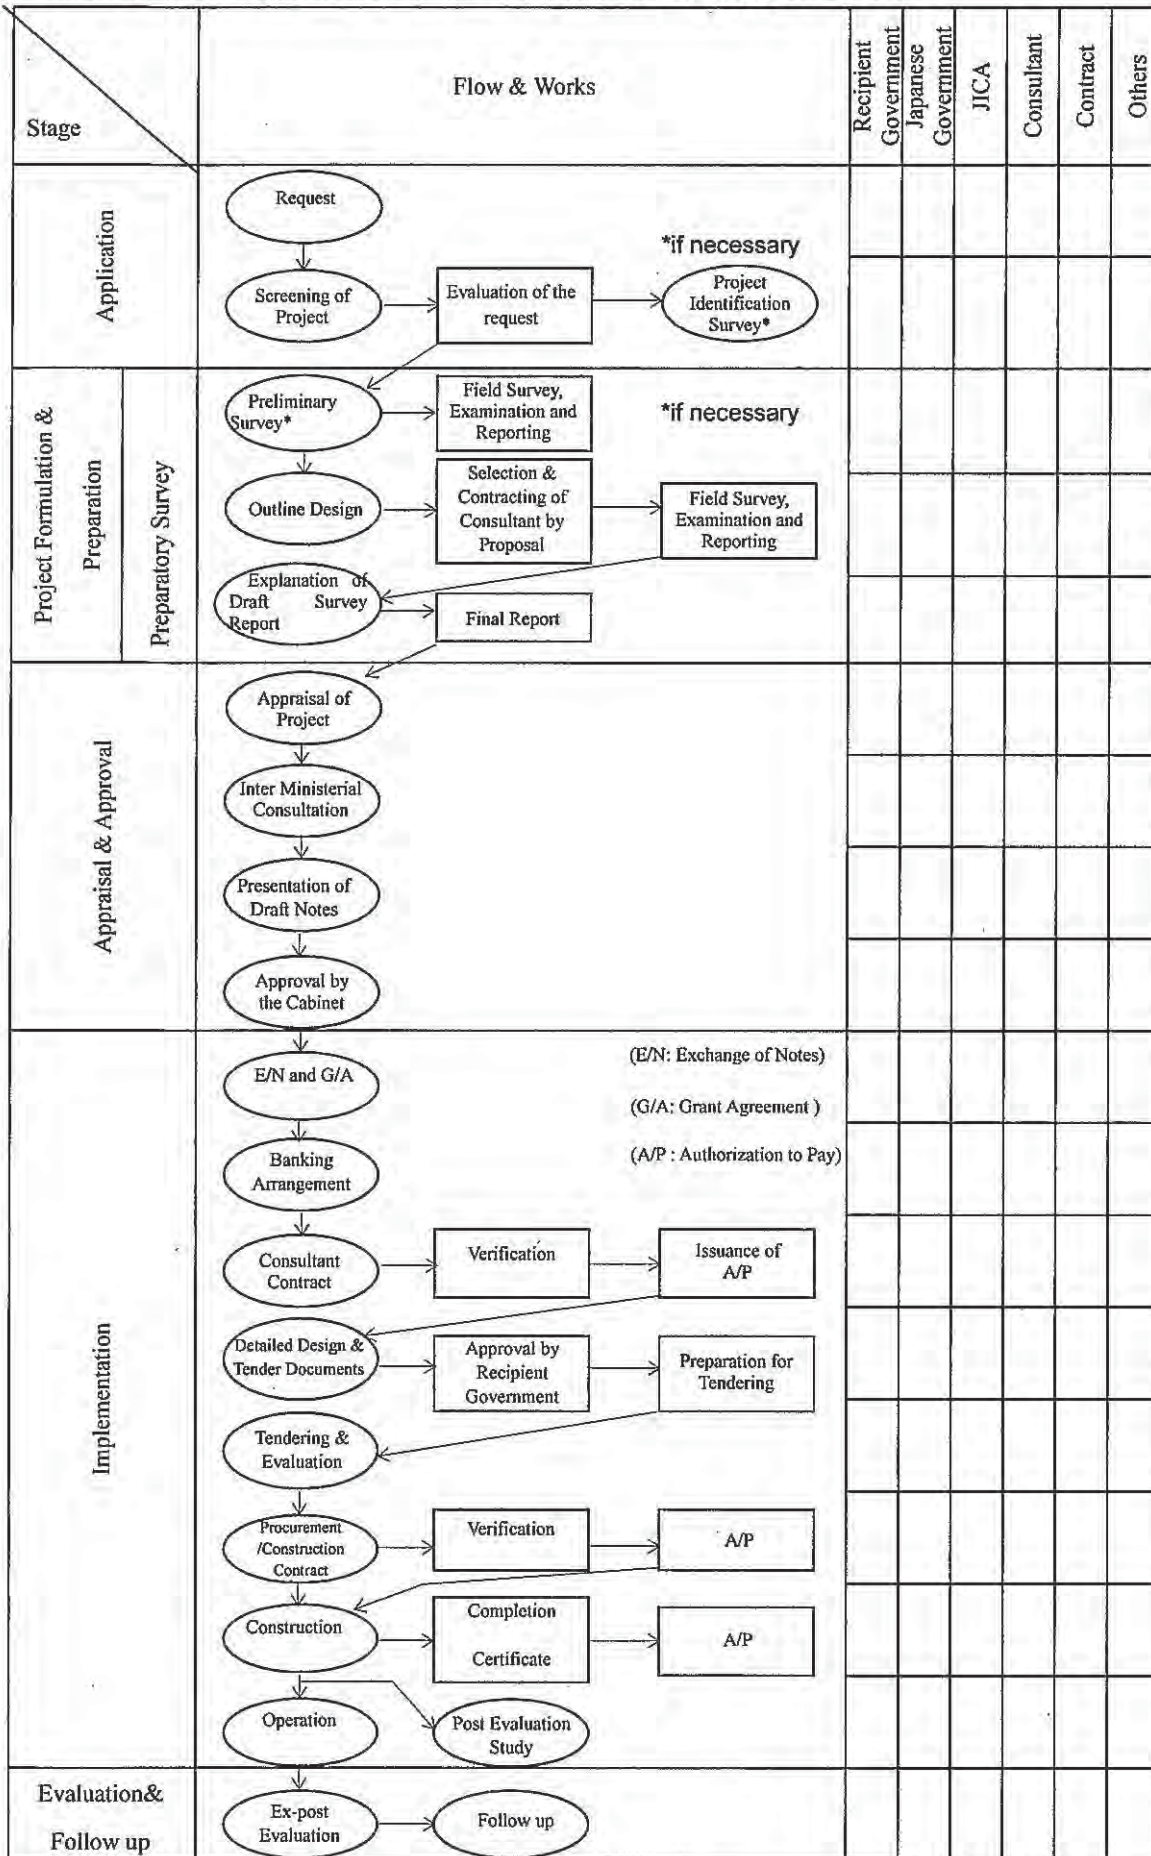 Stage
Flow & Works
Recipient
Government
Japanese
Government
JICA
Consultant
Contract
Others
Application
Request
*if necessary
Screening of
Project
Evaluation of the
request
Project
Identification
Survey*
Project Formulation &
Preparation
Preparatory Survey
Preliminary
Survey*
Field Survey,
Examination and
Reporting
*if necessary
Outline Design
Selection &
Contracting of
Consultant by
Proposal
Field Survey,
Examination and
Reporting
Explanation of
Draft Survey
Report
Final Report
Appraisal & Approval
Appraisal of
Project
Inter Ministerial
Consultation
Presentation of
Draft Notes
Approval by
the Cabinet
Implementation
E/N and G/A
(E/N: Exchange of Notes)
(G/A: Grant Agreement )
(A/P : Authorization to Pay)
Banking
Arrangement
Consultant
Contract
Verification
Issuance of
A/P
Detailed Design &
Tender Documents
Approval by
Recipient
Government
Preparation for
Tendering
Tendering &
Evaluation
Procurement
/Construction
Contract
Verification
A/P
Construction
Completion
Certificate
A/P
Operation
Post Evaluation
Study
Evaluation&
Follow up
Ex-post
Evaluation
Follow up